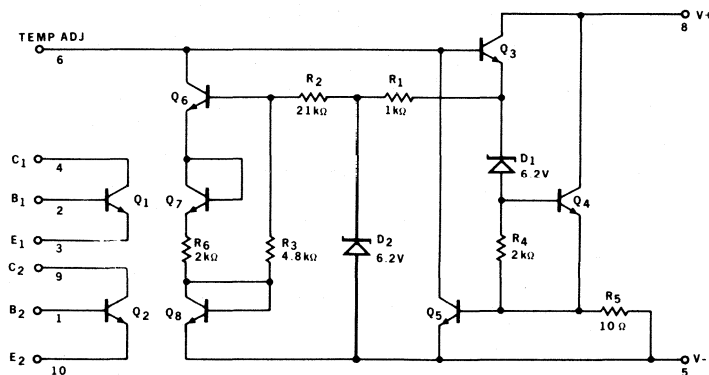 V+
8
TEMP ADJ
6
Q3
R2
21kΩ
R1
1kΩ
Q6
D1
6.2V
C1
4
B1
2
Q1
Q7
Q4
E1
3
C2
9
R6
2kΩ
R3
4.8kΩ
D2
6.2V
R4
2kΩ
B2
1
Q2
Q8
Q5
R5
10 Ω
E2
10
V-
5